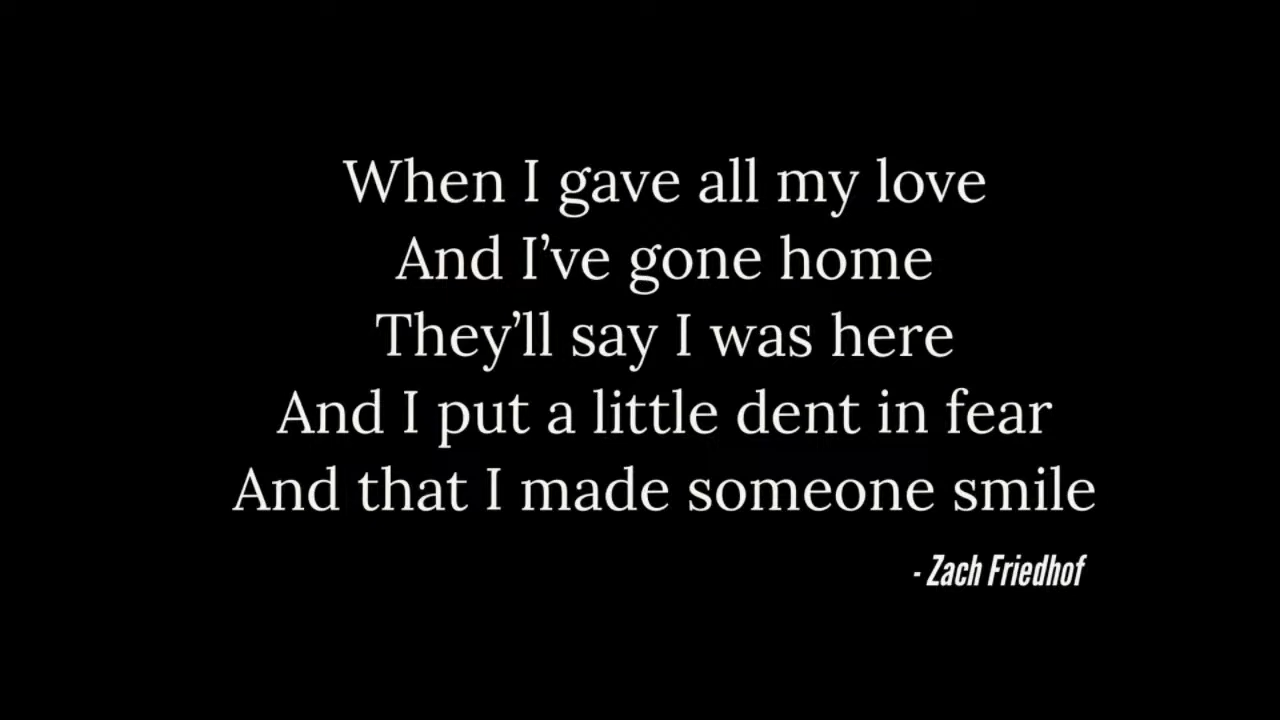 When I gave all my love
And I’ve gone home
They’ll say I was here
And I put a little dent in fear
And that I made someone smile
- Zach Friedhof